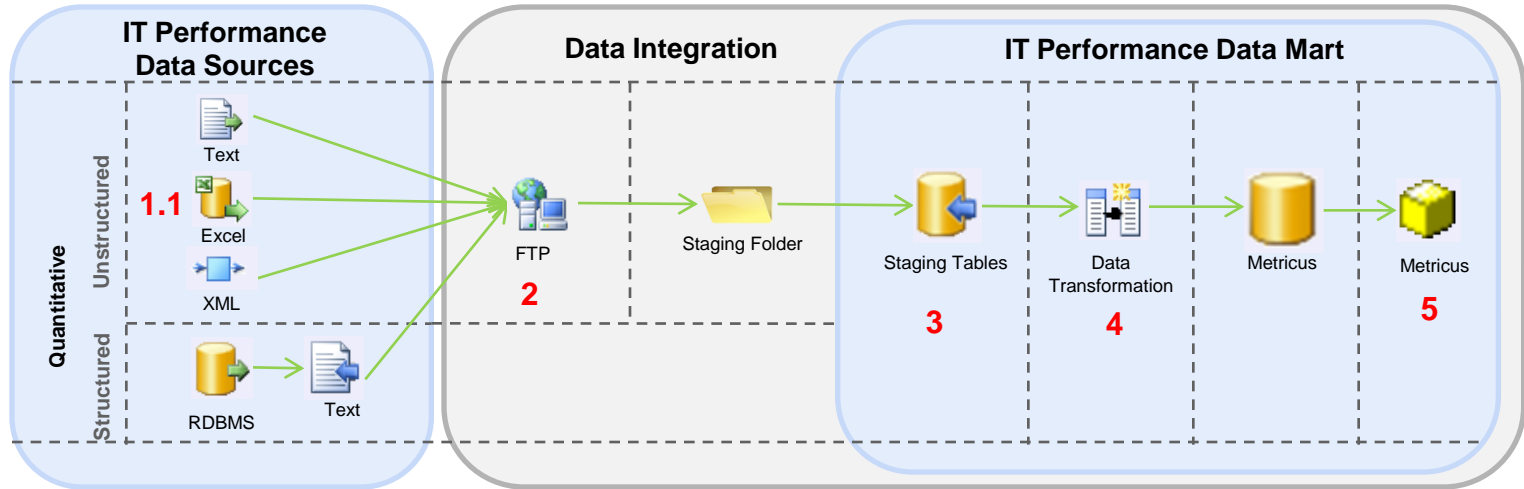 IT Performance
Data Sources
Data Integration
IT Performance Data Mart
Quantitative
Unstructured
Structured
Text
1.1
Excel
XML
RDBMS
Text
FTP
2
Staging Folder
Staging Tables
3
Data
Transformation
4
Metricus
Metricus
5